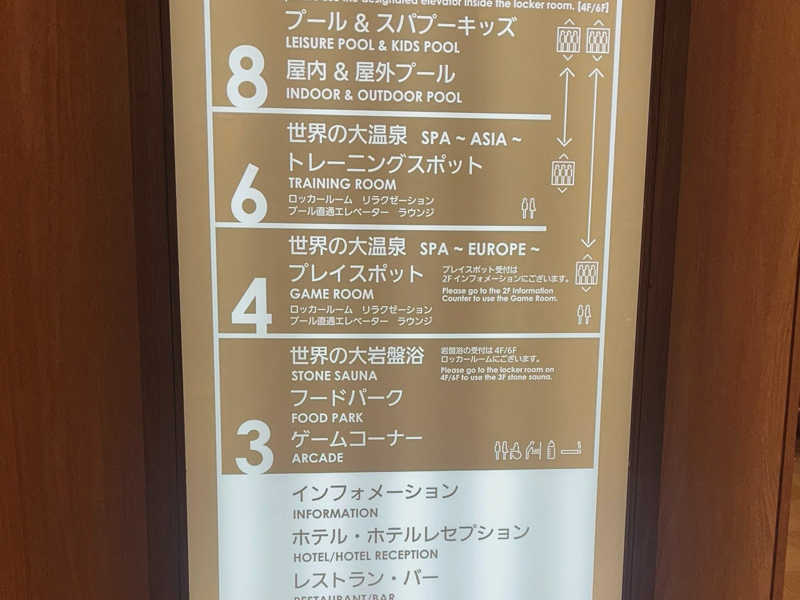 please use the designated elevator inside the locker room. [4F/6F]
プール & スパプーキッズ
LEISURE POOL & KIDS POOL
8
屋内 & 屋外プール
INDOOR & OUTDOOR POOL
世界の大温泉 SPA ~ ASIA ~
トレーニングスポット
TRAINING ROOM
6
ロッカールーム リラクゼーション
プール直通エレベーター ラウンジ
世界の大温泉 SPA ~ EUROPE ~
プレイスポット
GAME ROOM
プレイスポット受付は
2F インフォメーションにございます。
Please go to the 2F Information
Counter to use the Game Room.
4
ロッカールーム リラクゼーション
プール直通エレベーター ラウンジ
世界の大岩盤浴
STONE SAUNA
岩盤浴の受付は 4F/6F
ロッカールームにございます。
Please go to the locker room on
4F/6F to use the 3F stone sauna.
フードパーク
FOOD PARK
3
ゲームコーナー
ARCADE
インフォメーション
INFORMATION
ホテル・ホテルレセプション
HOTEL/HOTEL RECEPTION
レストラン・バー
RESTAURANT/BAR